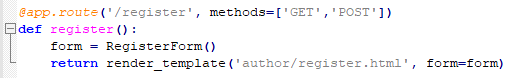 @app.route('/register', methods=['GET','POST'])
def register():
    form = RegisterForm()
    return render_template('author/register.html', form=form)